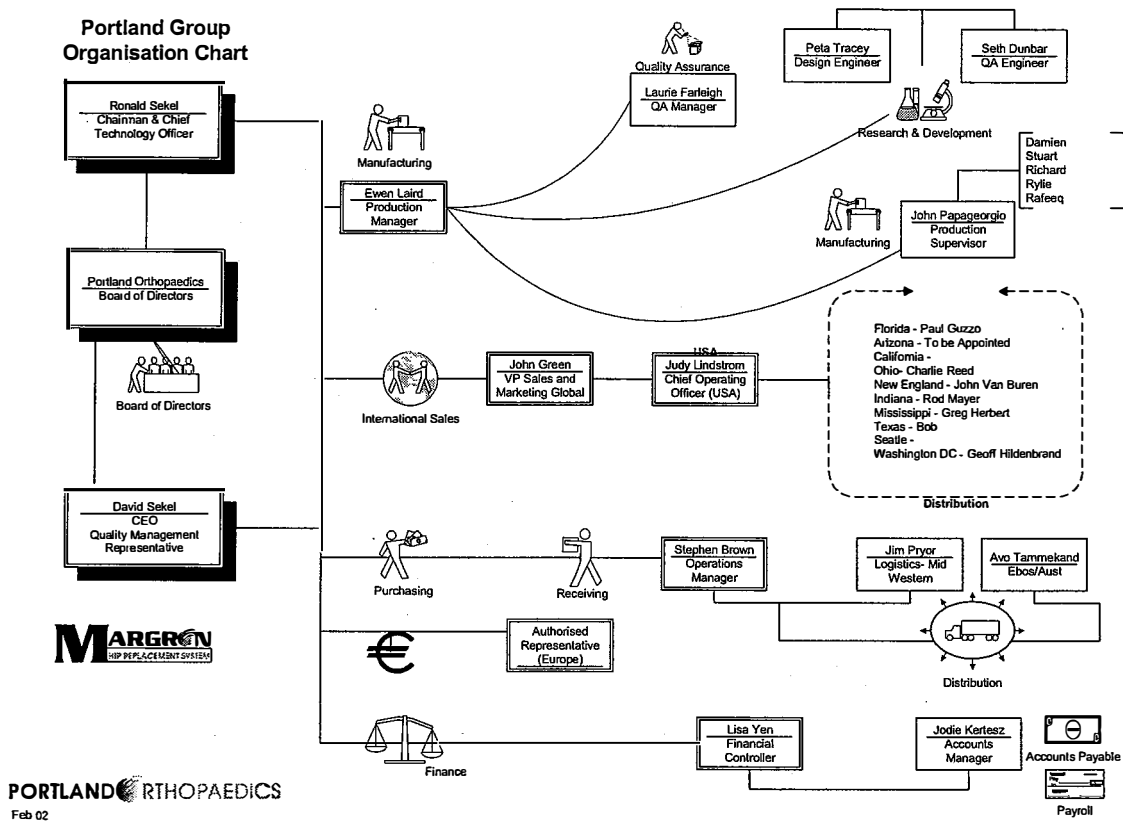 Portland Group
Organisation Chart
Ronald Sekel
Chairman & Chief
Technology Officer
Portland Orthopaedics
Board of Directors
Board of Directors
David Sekel
CEO
Quality Management
Representative
MARGRON
HIP REPLACEMENT SYSTEM
PORTLAND ORTHOPAEDICS
Feb 02
Manufacturing
Ewen Laird
Production
Manager
Quality Assurance
Laurie Farleigh
QA Manager
Peta Tracey
Design Engineer
Seth Dunbar
QA Engineer
Research & Development
Damien
Stuart
Richard
Rylie
Rafeeq
Manufacturing
John Papageorgio
Production
Supervisor
International Sales
John Green
VP Sales and
Marketing Global
USA
Judy Lindstrom
Chief Operating
Officer (USA)
Florida - Paul Guzzo
Arizona - To be Appointed
California -
Ohio- Charlie Reed
New England - John Van Buren
Indiana - Rod Mayer
Mississippi - Greg Herbert
Texas - Bob
Seatle -
Washington DC - Geoff Hildenbrand
Distribution
Purchasing
Receiving
Stephen Brown
Operations
Manager
Jim Pryor
Logistics- Mid
Western
Avo Tammekand
Ebos/Aust
Distribution
€
Authorised
Representative
(Europe)
Finance
Lisa Yen
Financial
Controller
Jodie Kertesz
Accounts
Manager
Accounts Payable
Payroll